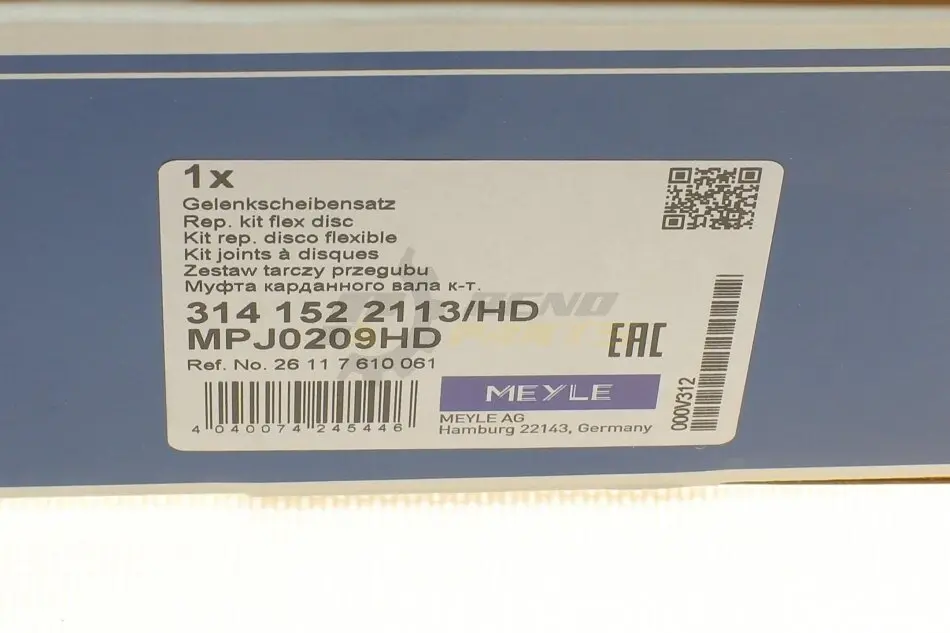 1x
Gelenkscheibensatz
Rep. kit flex disc
Kit rep. disco flexible
Kit joints à disques
Zestaw tarczy przegubu
Муфта карданного вала к-т.
314 152 2113/HD
MPJ0209HD
Ref. No. 26 11 7 610 061
EAC
MEYLE
MEYLE AG
Hamburg 22143, Germany
4 040074 245446
000V312